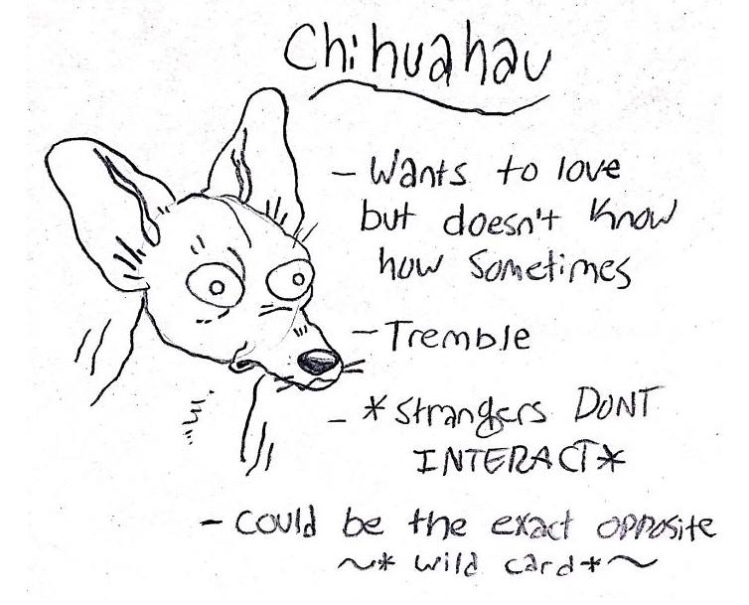 Chihuahau
- Wants to love
but doesn't know
how Sometimes
- Tremble
- *strangers DONT
INTERACT*
- could be the exact opposite
~* wild card*~